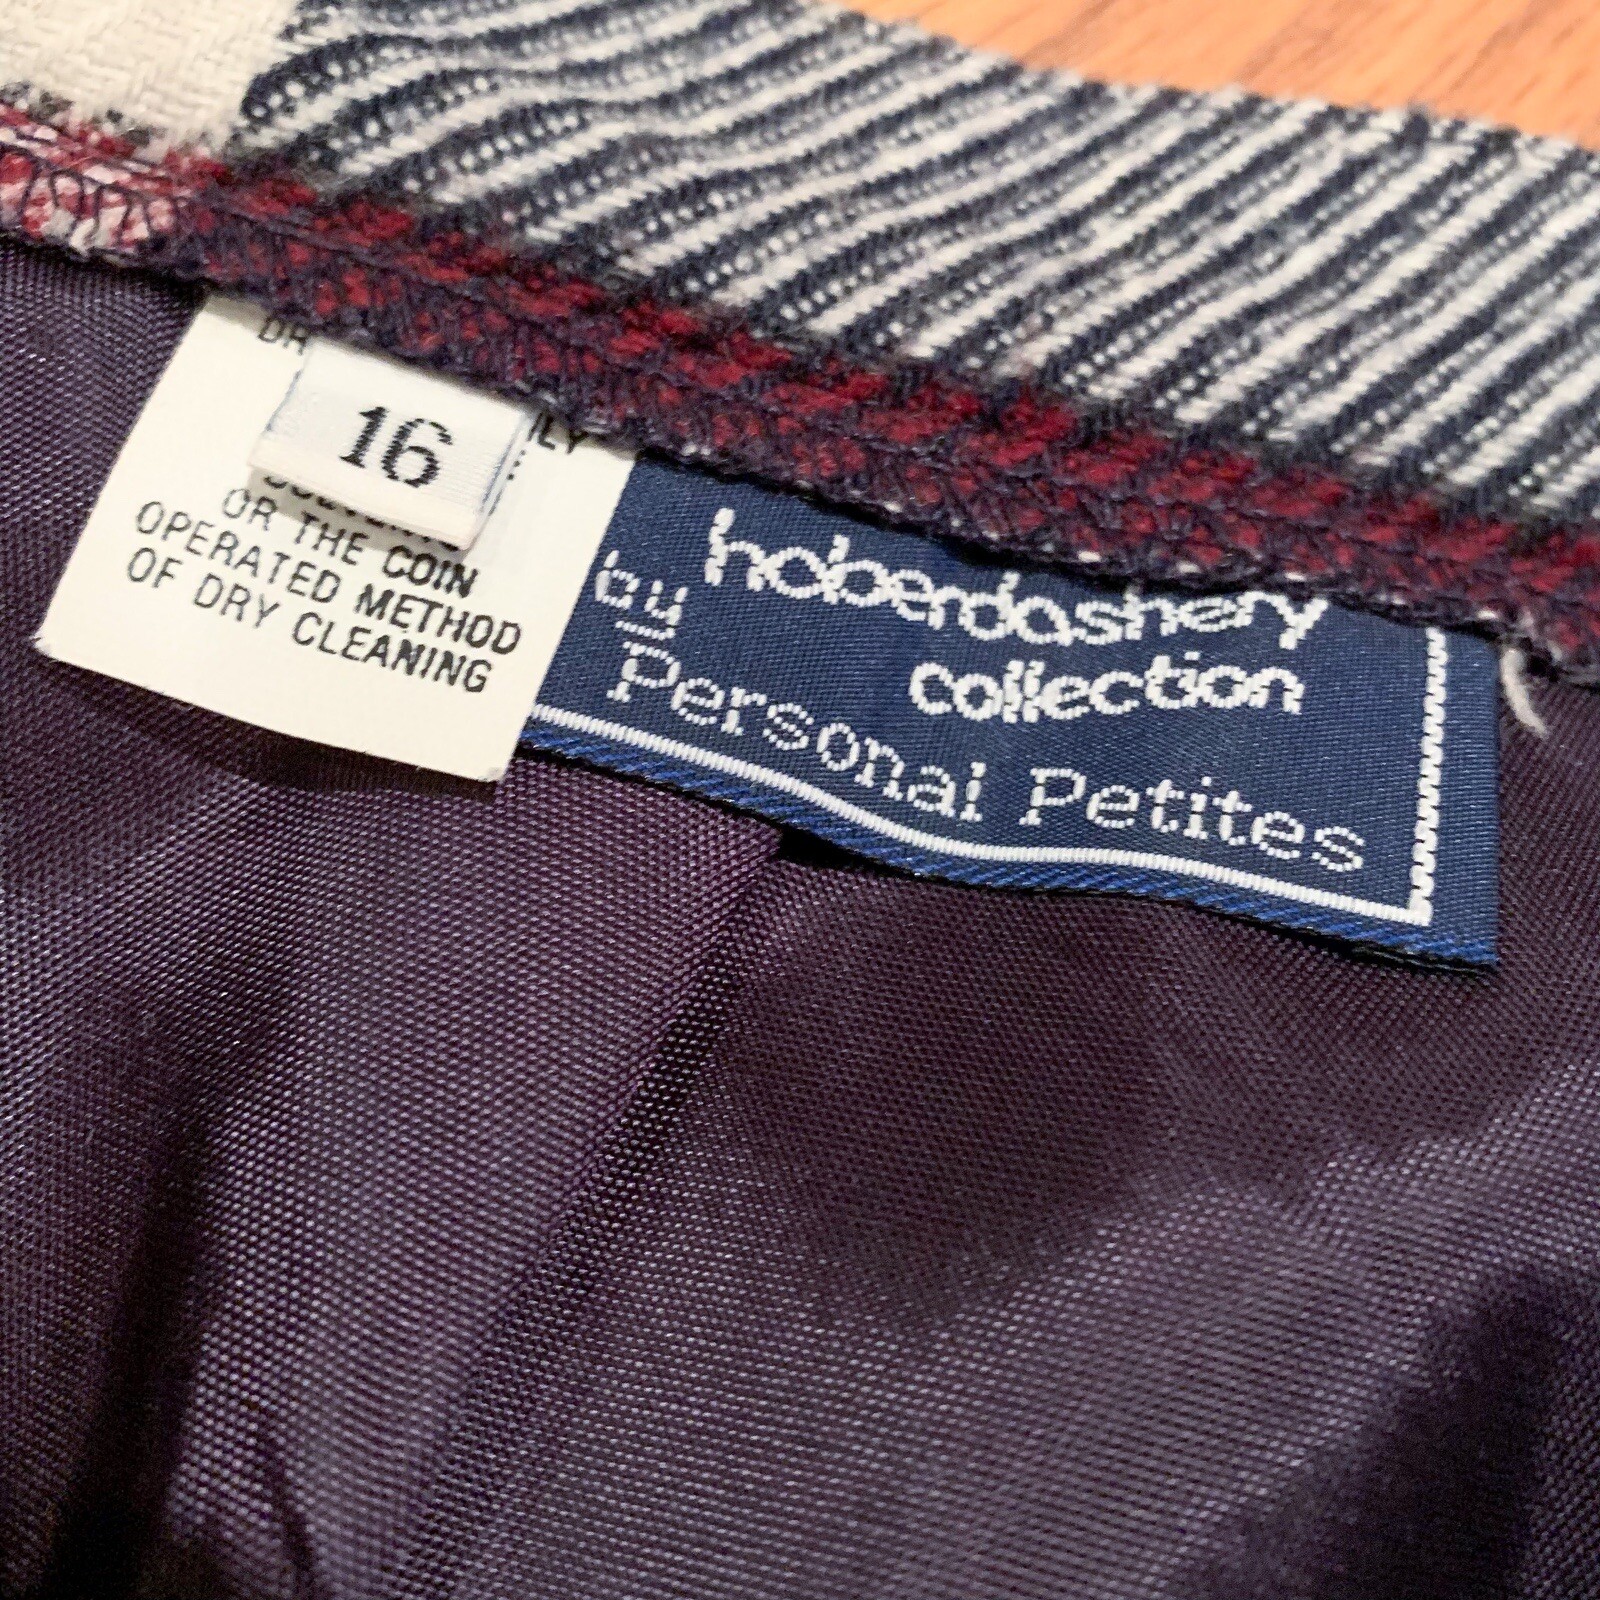 16
OR THE COIN
OPERATED METHOD
OF DRY CLEANING
haberdashery
collection
by
Personal Petites